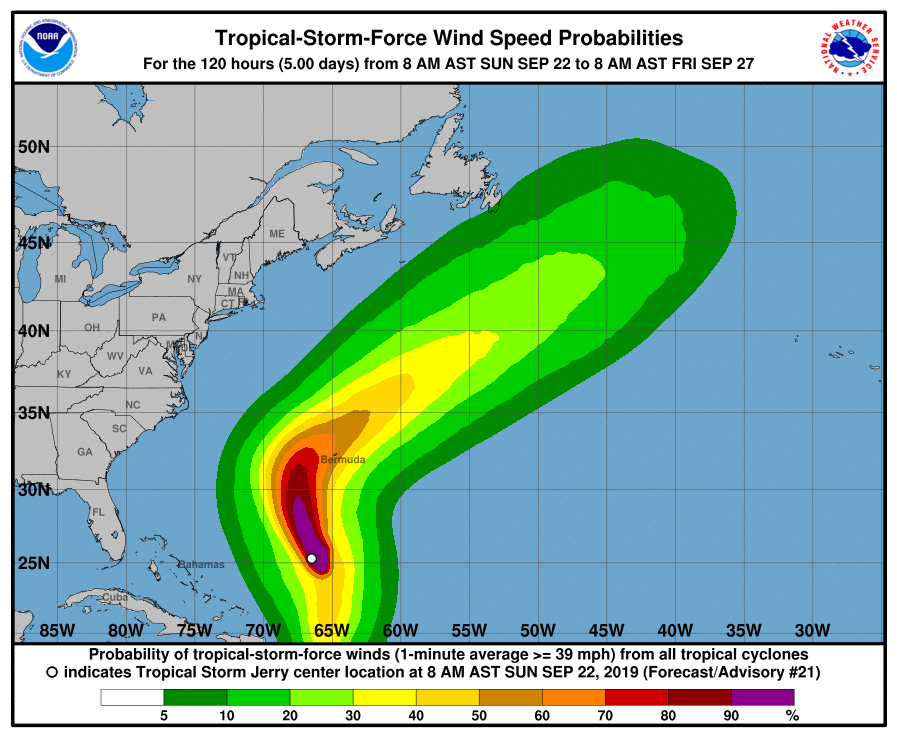 Tropical-Storm-Force Wind Speed Probabilities
For the 120 hours (5.00 days) from 8 AM AST SUN SEP 22 to 8 AM AST FRI SEP 27
NOAA
NATIONAL WEATHER SERVICE
50N
45N
40N
35N
30N
25N
ME
VT
NH
MA
CT
NY
MI
PA
OH
WV
VA
KY
NC
SC
GA
FL
Bermuda
Bahamas
Cuba
85W 80W 75W 70W 65W 60W 55W 50W 45W 40W 35W 30W
Probability of tropical-storm-force winds (1-minute average >= 39 mph) from all tropical cyclones
indicates Tropical Storm Jerry center location at 8 AM AST SUN SEP 22, 2019 (Forecast/Advisory #21)
5 10 20 30 40 50 60 70 80 90 %